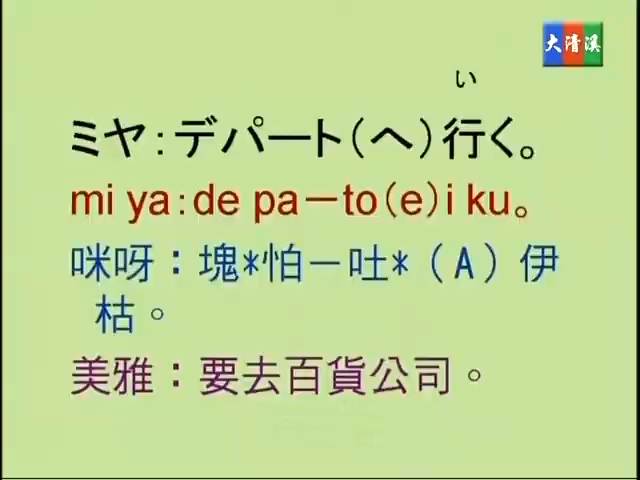 大清溪
い
ミヤ：デパート（へ）行く。
mi ya：de pa－to（e）i ku。
咪呀：塊*怕－吐*（A）伊
枯。
美雅：要去百貨公司。